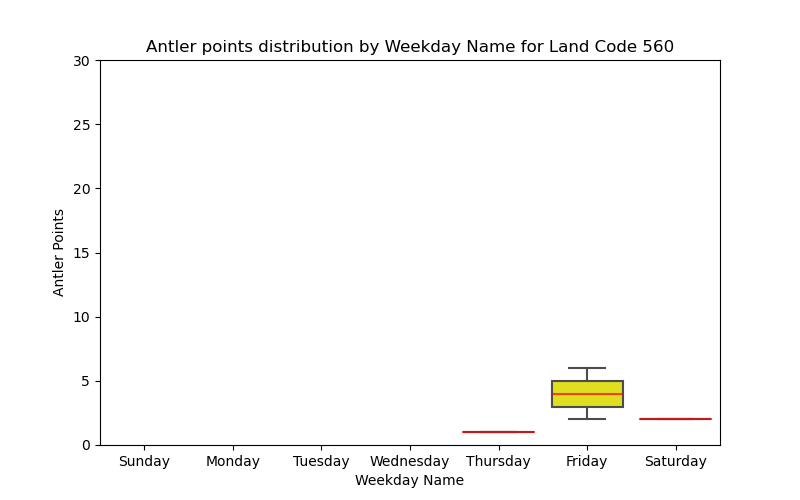 Antler points distribution by Weekday Name for Land Code 560
30
25
20
15
10
5
0
Antler Points
Sunday Monday Tuesday Wednesday Thursday Friday Saturday
Weekday Name